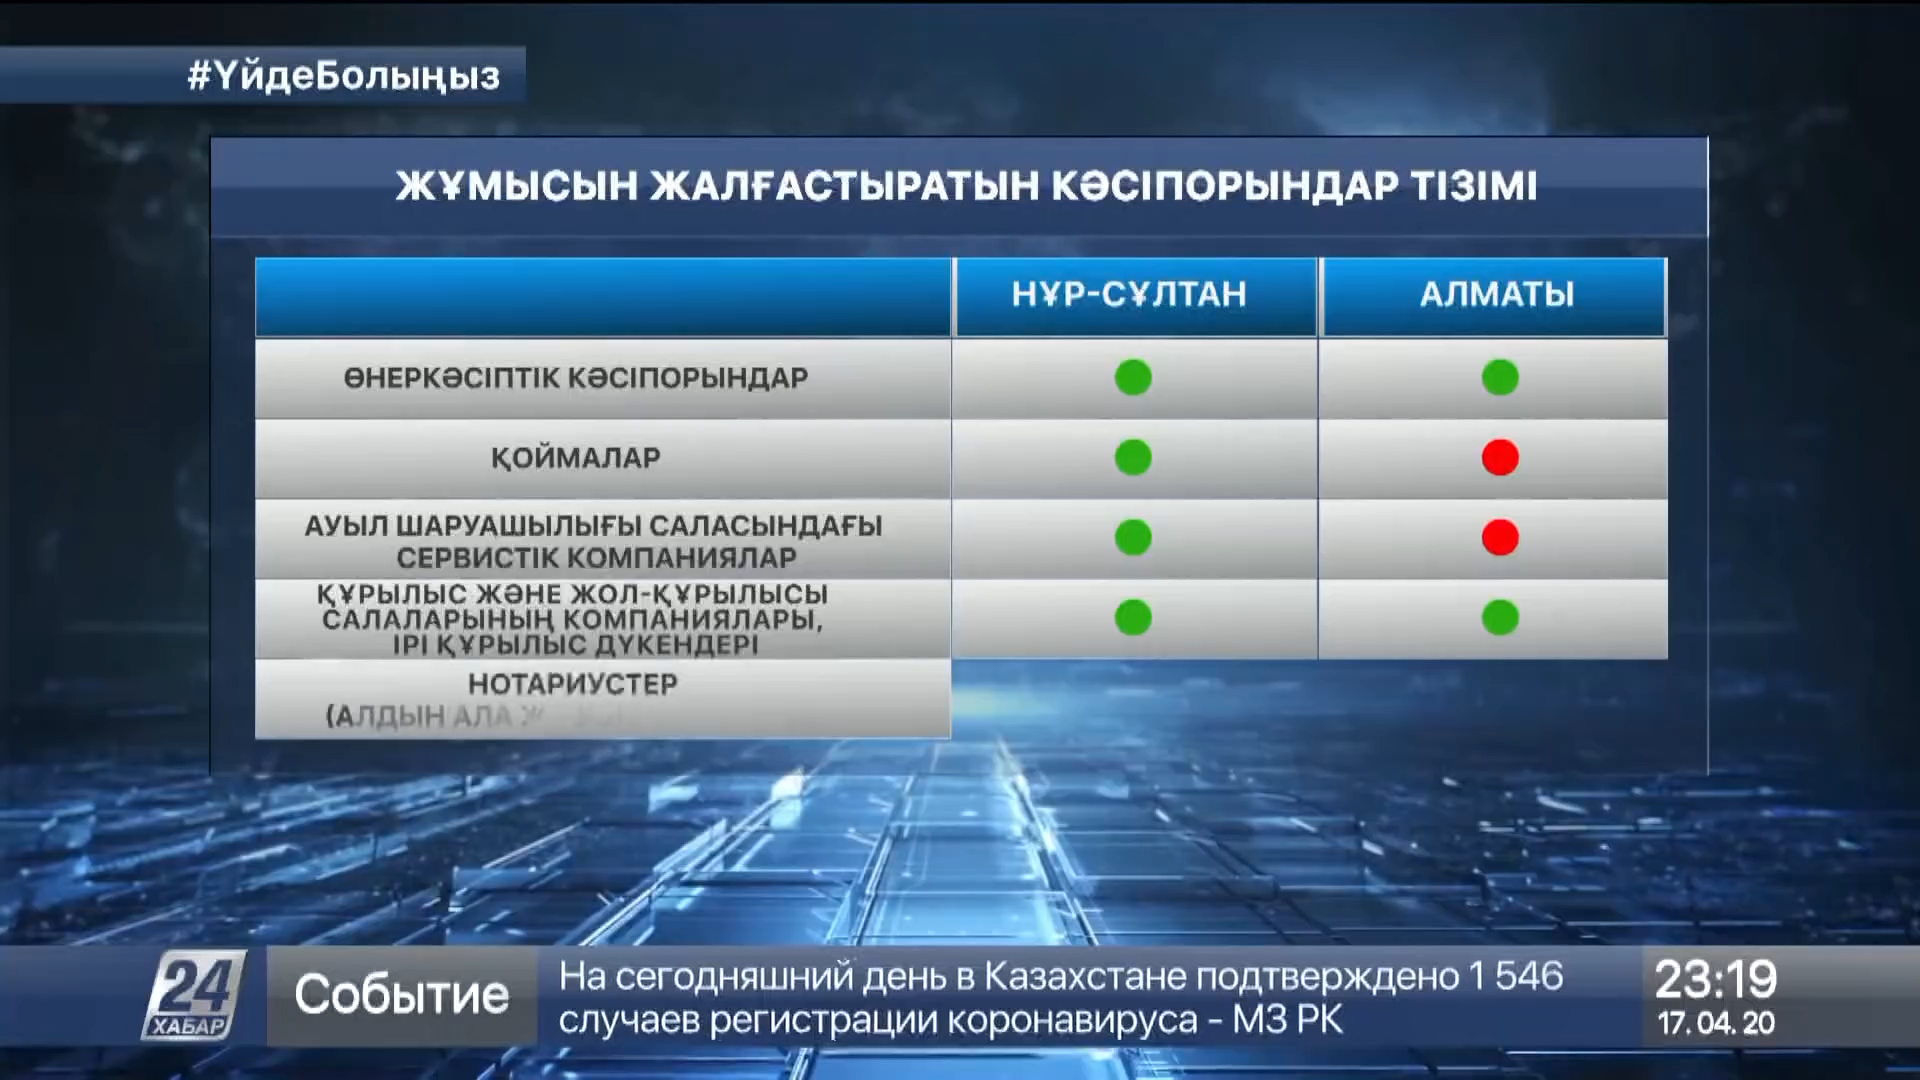 #ҮйдеБолыңыз
ЖҰМЫСЫН ЖАЛҒАСТЫРАТЫН КӘСІПОРЫНДАР ТІЗІМІ
НҰР-СҰЛТАН
АЛМАТЫ
ӨНЕРКӘСІПТІК КӘСІПОРЫНДАР
ҚОЙМАЛАР
АУЫЛ ШАРУАШЫЛЫҒЫ САЛАСЫНДАҒЫ
СЕРВИСТІК КОМПАНИЯЛАР
ҚҰРЫЛЫС ЖӘНЕ ЖОЛ-ҚҰРЫЛЫСЫ
САЛАЛАРЫНЫҢ КОМПАНИЯЛАРЫ,
ІРІ ҚҰРЫЛЫС ДҮКЕНДЕРІ
НОТАРИУСТЕР
(АЛДЫН АЛА
24
ХАБАР
Событие
На сегодняшний день в Казахстане подтверждено 1 546
случаев регистрации коронавируса - МЗ РК
23:19
17. 04. 20